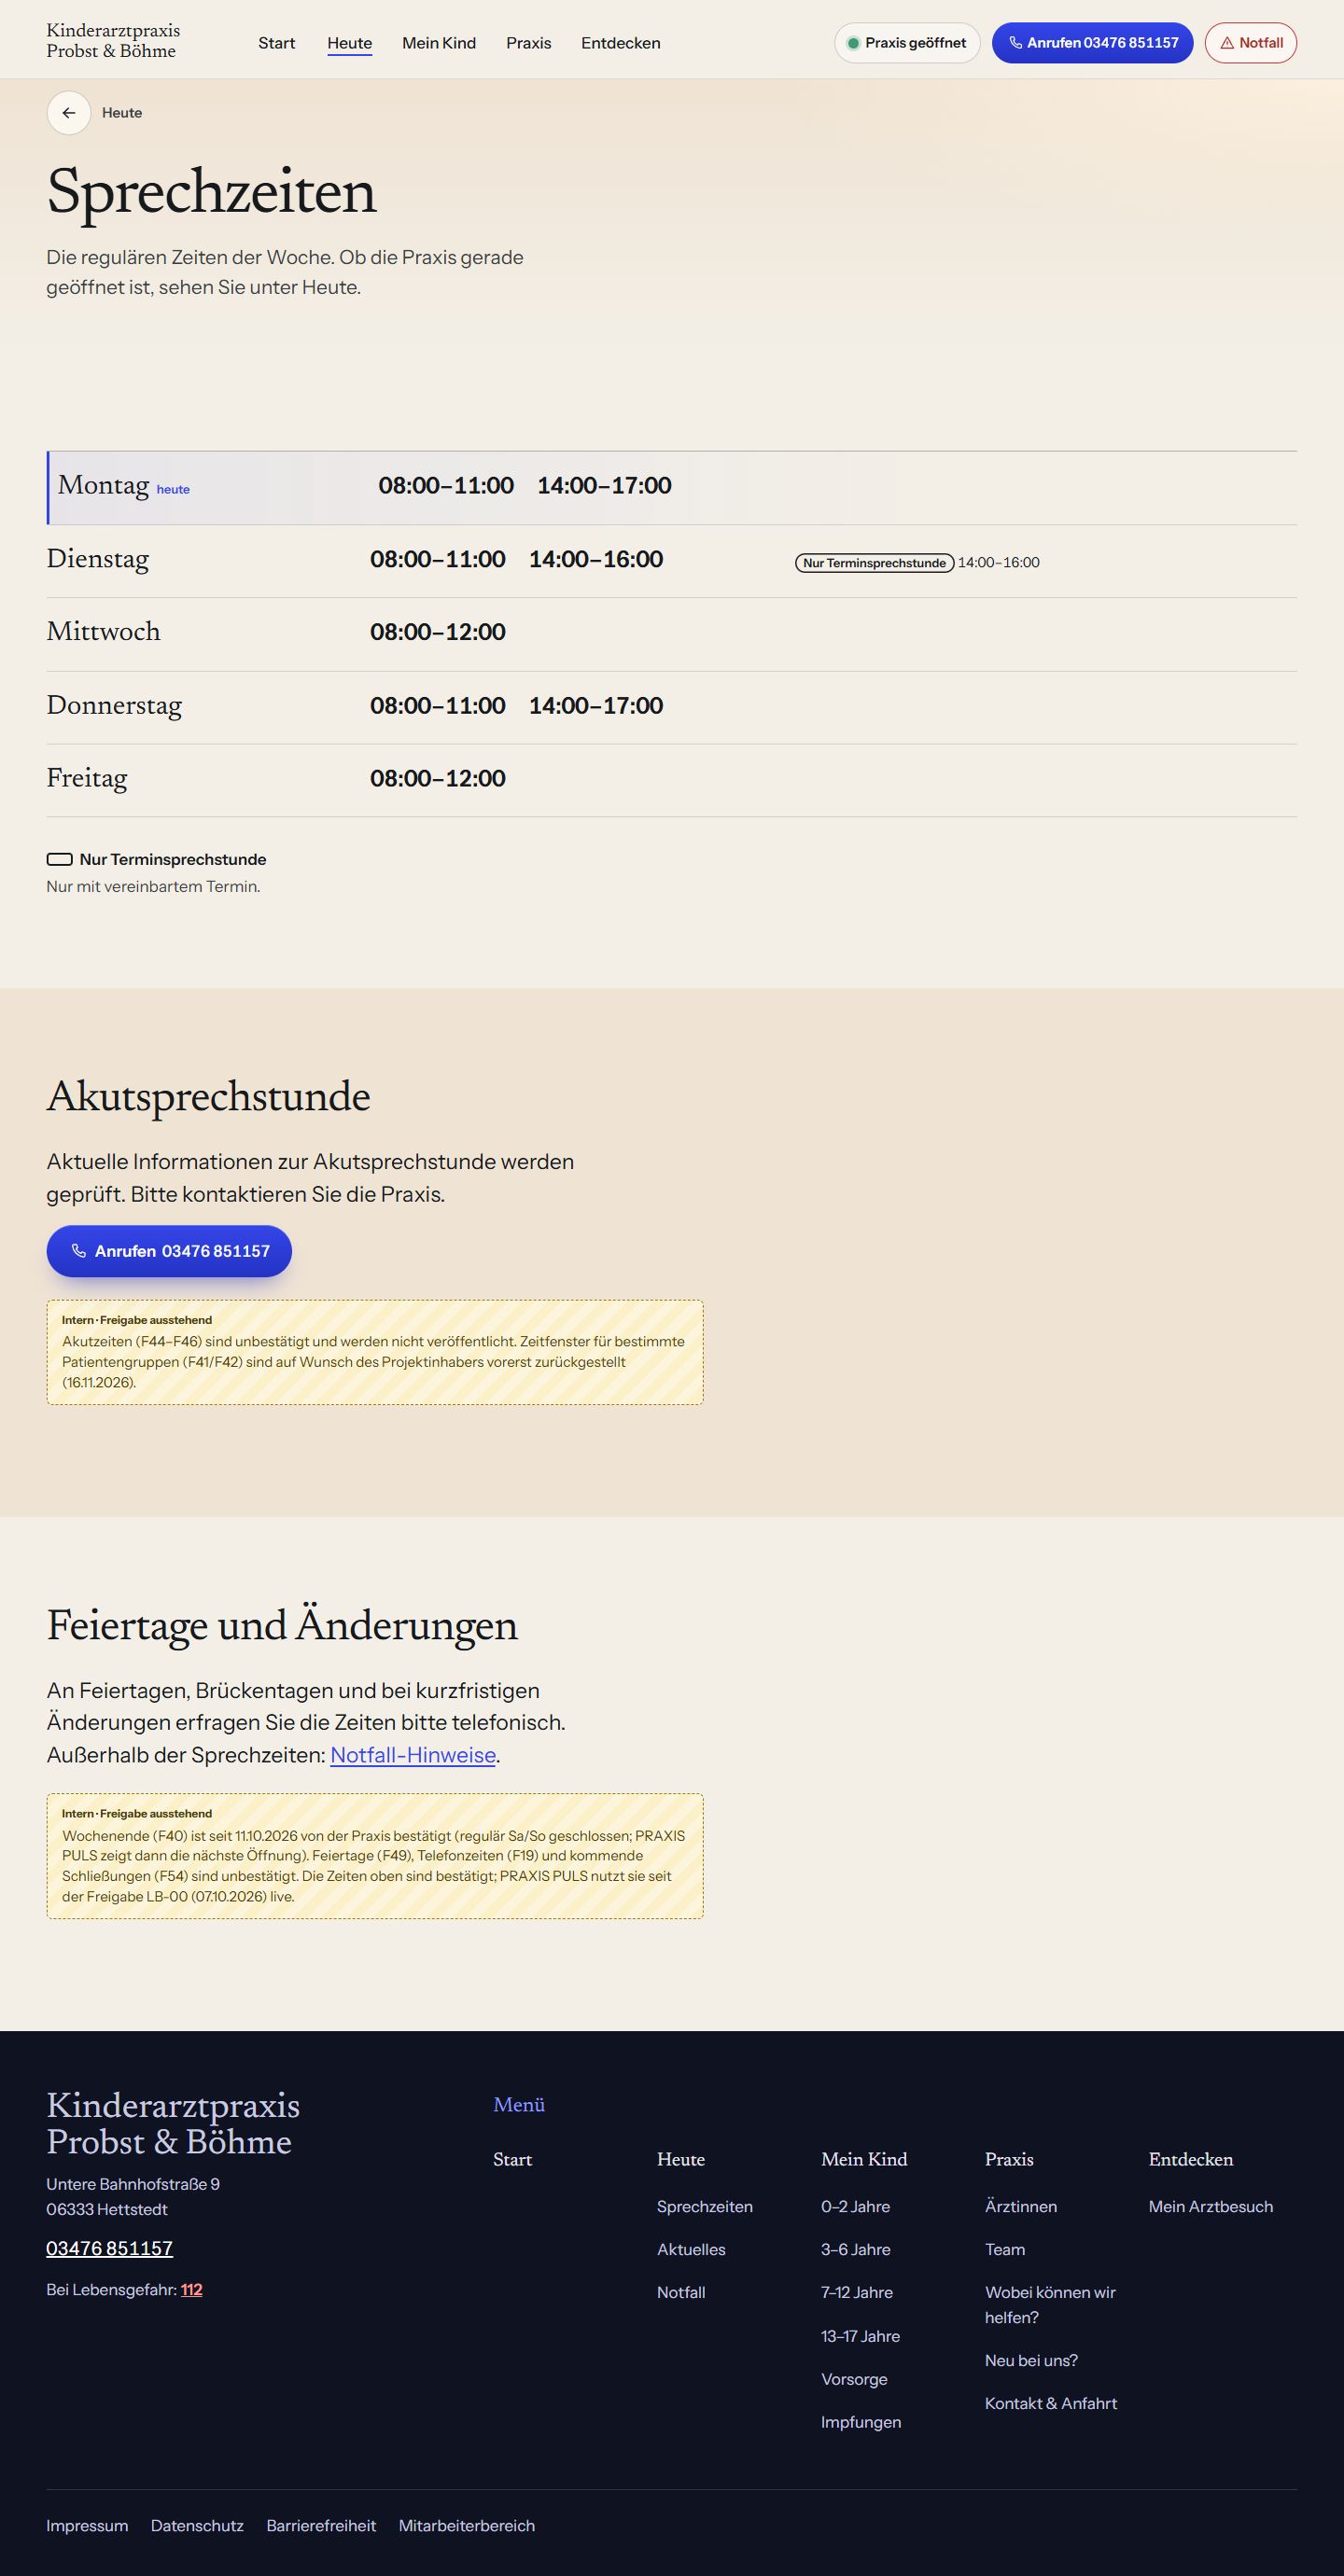 Kinderarztpraxis
Probst & Böhme
Start Heute Mein Kind Praxis Entdecken
Praxis geöffnet
Anrufen 03476 851157
Notfall
Heute
Sprechzeiten
Die regulären Zeiten der Woche. Ob die Praxis gerade
geöffnet ist, sehen Sie unter Heute.
Montag heute 08:00–11:00 14:00–17:00
Dienstag 08:00–11:00 14:00–16:00 Nur Terminsprechstunde 14:00–16:00
Mittwoch 08:00–12:00
Donnerstag 08:00–11:00 14:00–17:00
Freitag 08:00–12:00
Nur Terminsprechstunde
Nur mit vereinbartem Termin.
Akutsprechstunde
Aktuelle Informationen zur Akutsprechstunde werden
geprüft. Bitte kontaktieren Sie die Praxis.
Anrufen 03476 851157
Intern · Freigabe ausstehend
Akutzeiten (F44–F46) sind unbestätigt und werden nicht veröffentlicht. Zeitfenster für bestimmte
Patientengruppen (F41/F42) sind auf Wunsch des Projektinhabers vorerst zurückgestellt
(16.11.2026).
Feiertage und Änderungen
An Feiertagen, Brückentagen und bei kurzfristigen
Änderungen erfragen Sie die Zeiten bitte telefonisch.
Außerhalb der Sprechzeiten: Notfall-Hinweise.
Intern · Freigabe ausstehend
Wochenende (F40) ist seit 11.10.2026 von der Praxis bestätigt (regulär Sa/So geschlossen; PRAXIS
PULS zeigt dann die nächste Öffnung). Feiertage (F49), Telefonzeiten (F19) und kommende
Schließungen (F54) sind unbestätigt. Die Zeiten oben sind bestätigt; PRAXIS PULS nutzt sie seit
der Freigabe LB-00 (07.10.2026) live.
Kinderarztpraxis
Probst & Böhme
Untere Bahnhofstraße 9
06333 Hettstedt
03476 851157
Bei Lebensgefahr: 112
Menü
Start
Heute
Sprechzeiten
Aktuelles
Notfall
Mein Kind
0–2 Jahre
3–6 Jahre
7–12 Jahre
13–17 Jahre
Vorsorge
Impfungen
Praxis
Ärztinnen
Team
Wobei können wir
helfen?
Neu bei uns?
Kontakt & Anfahrt
Entdecken
Mein Arztbesuch
Impressum Datenschutz Barrierefreiheit Mitarbeiterbereich